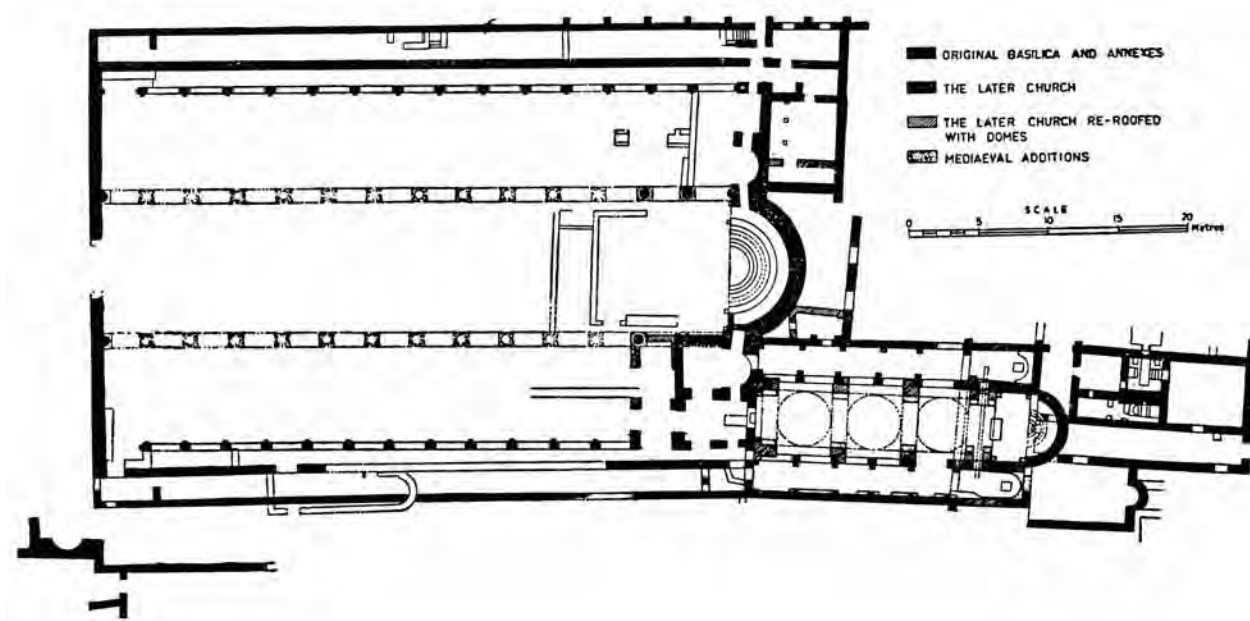 ORIGINAL BASILICA AND ANNEXES
THE LATER CHURCH
THE LATER CHURCH RE-ROOFED
WITH DOMES
MEDIAEVAL ADDITIONS
SCALE
0 5 10 15 20 Metres